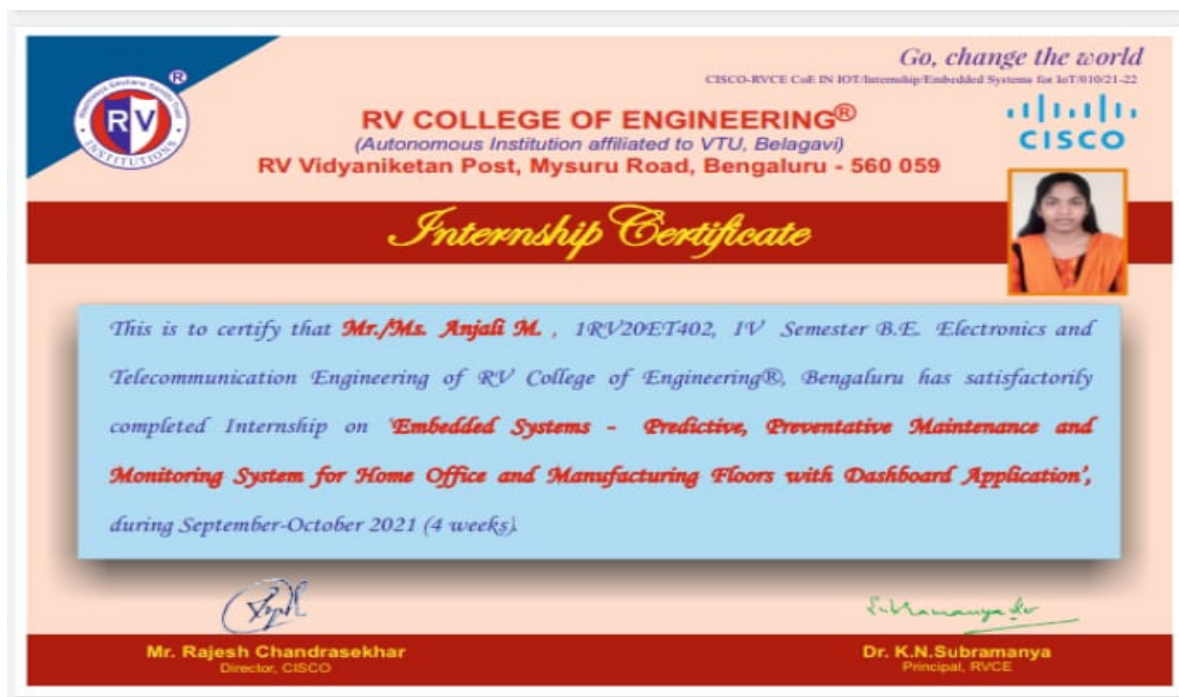 Go, change the world
CISCO-RVCE CoE IN IOT/Internship/Embedded Systems for IoT/010/21-22
RV
INSTITUTIONS
®
RV COLLEGE OF ENGINEERING®
(Autonomous Institution affiliated to VTU, Belagavi)
RV Vidyaniketan Post, Mysuru Road, Bengaluru - 560 059
CISCO
Internship Certificate
This is to certify that Mr./Ms. Anjali M. , 1RV20ET402, IV Semester B.E. Electronics and
Telecommunication Engineering of RV College of Engineering®, Bengaluru has satisfactorily
completed Internship on 'Embedded Systems - Predictive, Preventative Maintenance and
Monitoring System for Home Office and Manufacturing Floors with Dashboard Application',
during September-October 2021 (4 weeks).
Mr. Rajesh Chandrasekhar
Director, CISCO
Dr. K.N.Subramanya
Principal, RVCE